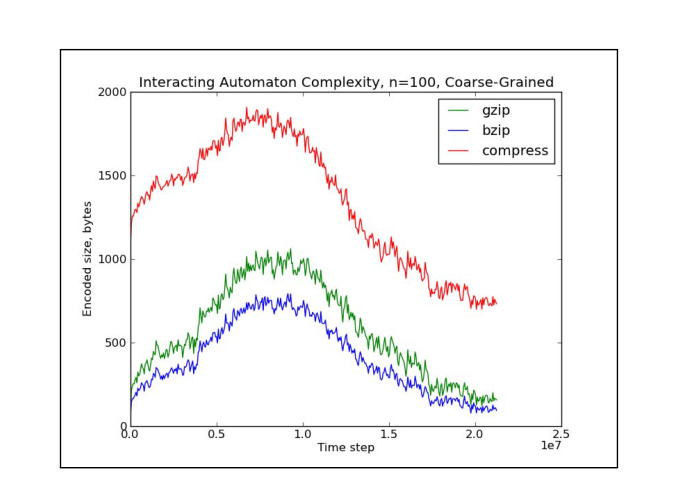 Interacting Automaton Complexity, n=100, Coarse-Grained
2000
1500
1000
500
0
Encoded size, bytes
gzip
bzip
compress
0.0 0.5 1.0 1.5 2.0 2.5
1e7
Time step